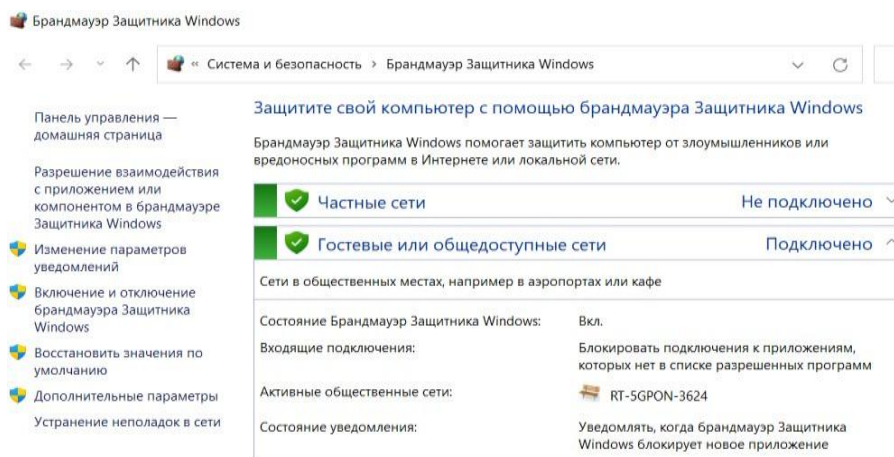 Брандмауэр Защитника Windows
« Система и безопасность › Брандмауэр Защитника Windows
Панель управления —
домашняя страница
Разрешение взаимодействия
с приложением или
компонентом в брандмауэре
Защитника Windows
Изменение параметров
уведомлений
Включение и отключение
брандмауэра Защитника
Windows
Восстановить значения по
умолчанию
Дополнительные параметры
Устранение неполадок в сети
Защитите свой компьютер с помощью брандмауэра Защитника Windows
Брандмауэр Защитника Windows помогает защитить компьютер от злоумышленников или
вредоносных программ в Интернете или локальной сети.
Частные сети Не подключено
Гостевые или общедоступные сети Подключено
Сети в общественных местах, например в аэропортах или кафе
Состояние Брандмауэр Защитника Windows: Вкл.
Входящие подключения: Блокировать подключения к приложениям,
которых нет в списке разрешенных программ
Активные общественные сети: RT-5GPON-3624
Состояние уведомления: Уведомлять, когда брандмауэр Защитника
Windows блокирует новое приложение